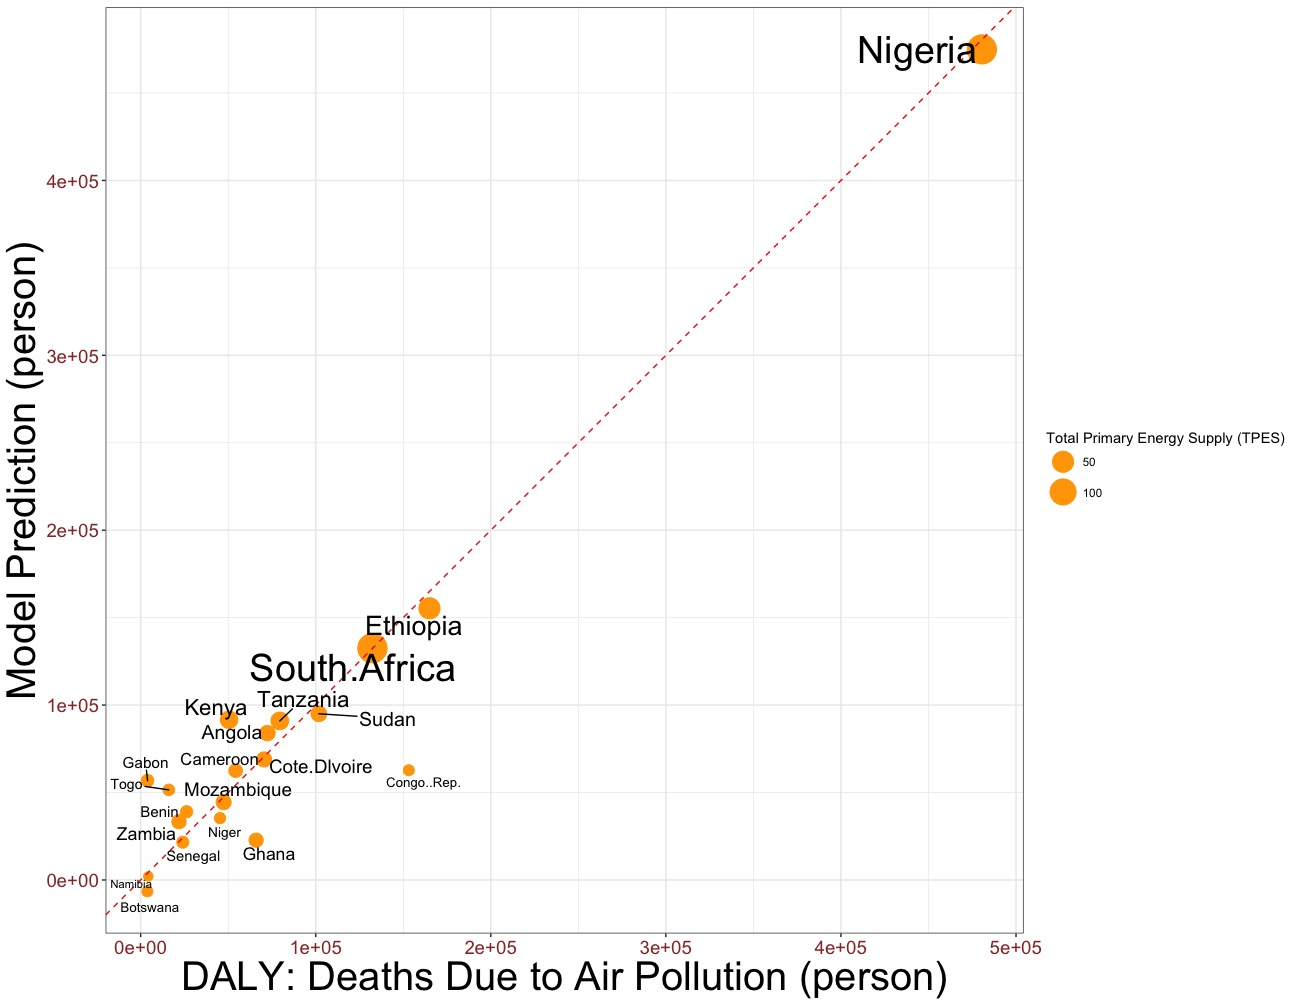 Nigeria
4e+05
3e+05
2e+05
1e+05
0e+00
Model Prediction (person)
Ethiopia
South.Africa
Tanzania
Kenya
Sudan
Angola
Cameroon
Cote.DIvoire
Gabon
Togo
Congo..Rep.
Mozambique
Benin
Zambia
Niger
Senegal
Ghana
Namibia
Botswana
0e+00
1e+05
2e+05
3e+05
4e+05
5e+05
DALY: Deaths Due to Air Pollution (person)
Total Primary Energy Supply (TPES)
50
100